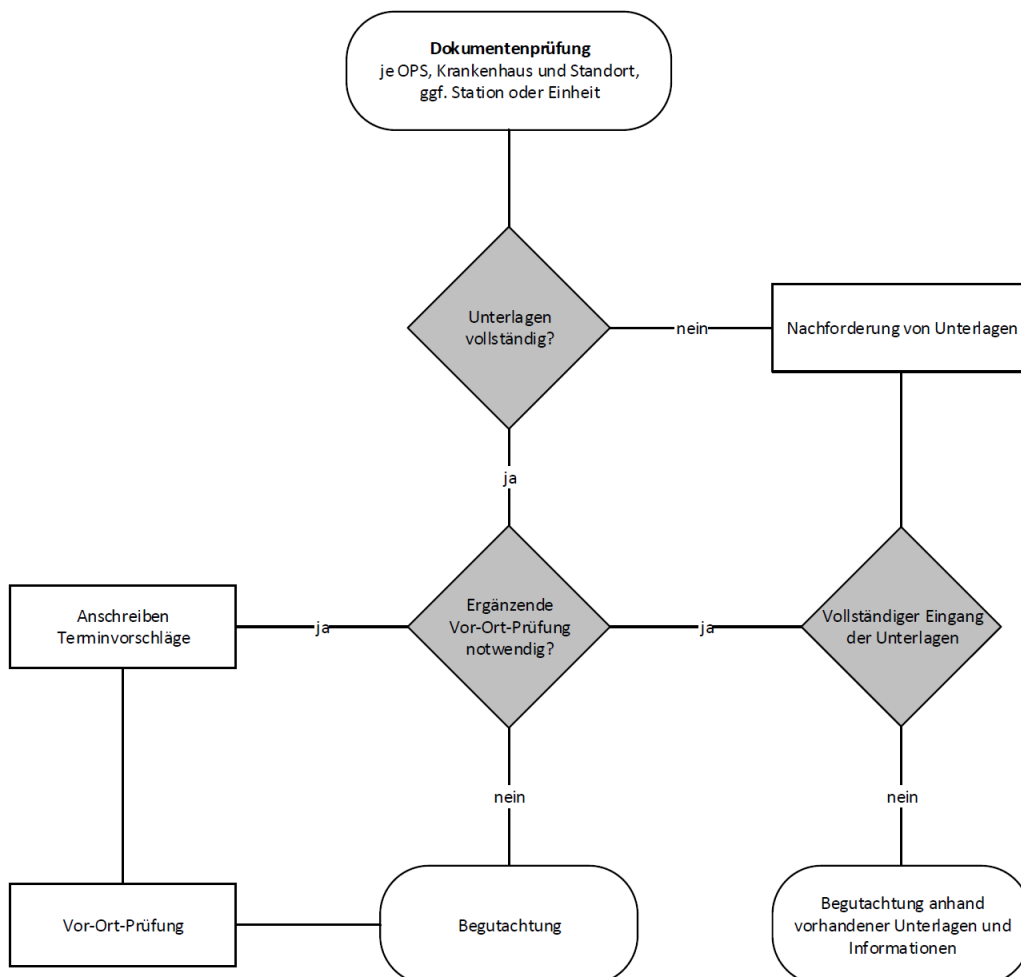 Dokumentenprüfung
je OPS, Krankenhaus und Standort,
ggf. Station oder Einheit
Unterlagen
vollständig?
nein
Nachforderung von Unterlagen
ja
Anschreiben
Terminvorschläge
ja
Ergänzende
Vor-Ort-Prüfung
notwendig?
ja
Vollständiger Eingang
der Unterlagen
nein
nein
Vor-Ort-Prüfung
Begutachtung
Begutachtung anhand
vorhandener Unterlagen und
Informationen